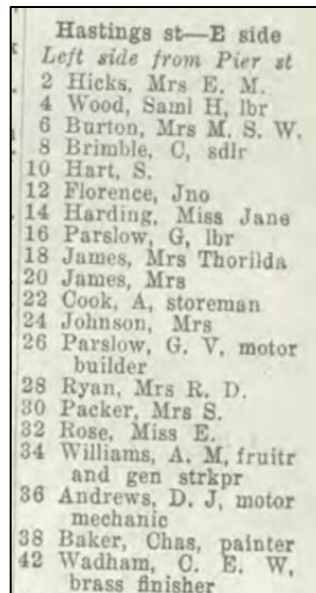 Hastings st—E side
Left side from Pier st
2 Hicks, Mrs E. M.
4 Wood, Saml H, lbr
6 Burton, Mrs M. S. W.
8 Brimble, C, sdlr
10 Hart, S.
12 Florence, Jno
14 Harding, Miss Jane
16 Parslow, G, lbr
18 James, Mrs Thorilda
20 James, Mrs
22 Cook, A, storeman
24 Johnson, Mrs
26 Parslow, G. V, motor
builder
28 Ryan, Mrs R. D.
30 Packer, Mrs S.
32 Rose, Miss E.
34 Williams, A. M, fruitr
and gen strkpr
36 Andrews, D. J, motor
mechanic
38 Baker, Chas, painter
42 Wadham, C. E. W,
brass finisher